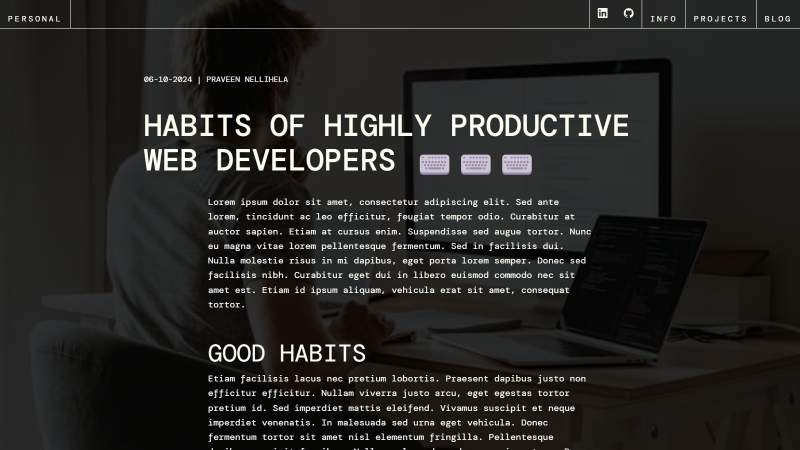 PERSONAL
INFO
PROJECTS
BLOG
06-10-2024 | PRAVEEN NELLIHELA
HABITS OF HIGHLY PRODUCTIVE
WEB DEVELOPERS
Lorem ipsum dolor sit amet, consectetur adipiscing elit. Sed ante
lorem, tincidunt ac leo efficitur, feugiat tempor odio. Curabitur at
auctor sapien. Etiam at cursus enim. Suspendisse sed augue tortor. Nunc
eu magna vitae lorem pellentesque fermentum. Sed in facilisis dui.
Nulla molestie risus in mi dapibus, eget porta lorem semper. Donec sed
facilisis nibh. Curabitur eget dui in libero euismod commodo nec sit
amet est. Etiam id ipsum aliquam, vehicula erat sit amet, consequat
tortor.
GOOD HABITS
Etiam facilisis lacus nec pretium lobortis. Praesent dapibus justo non
efficitur efficitur. Nullam viverra justo arcu, eget egestas tortor
pretium id. Sed imperdiet mattis eleifend. Vivamus suscipit et neque
imperdiet venenatis. In malesuada sed urna eget vehicula. Donec
fermentum tortor sit amet nisl elementum fringilla. Pellentesque